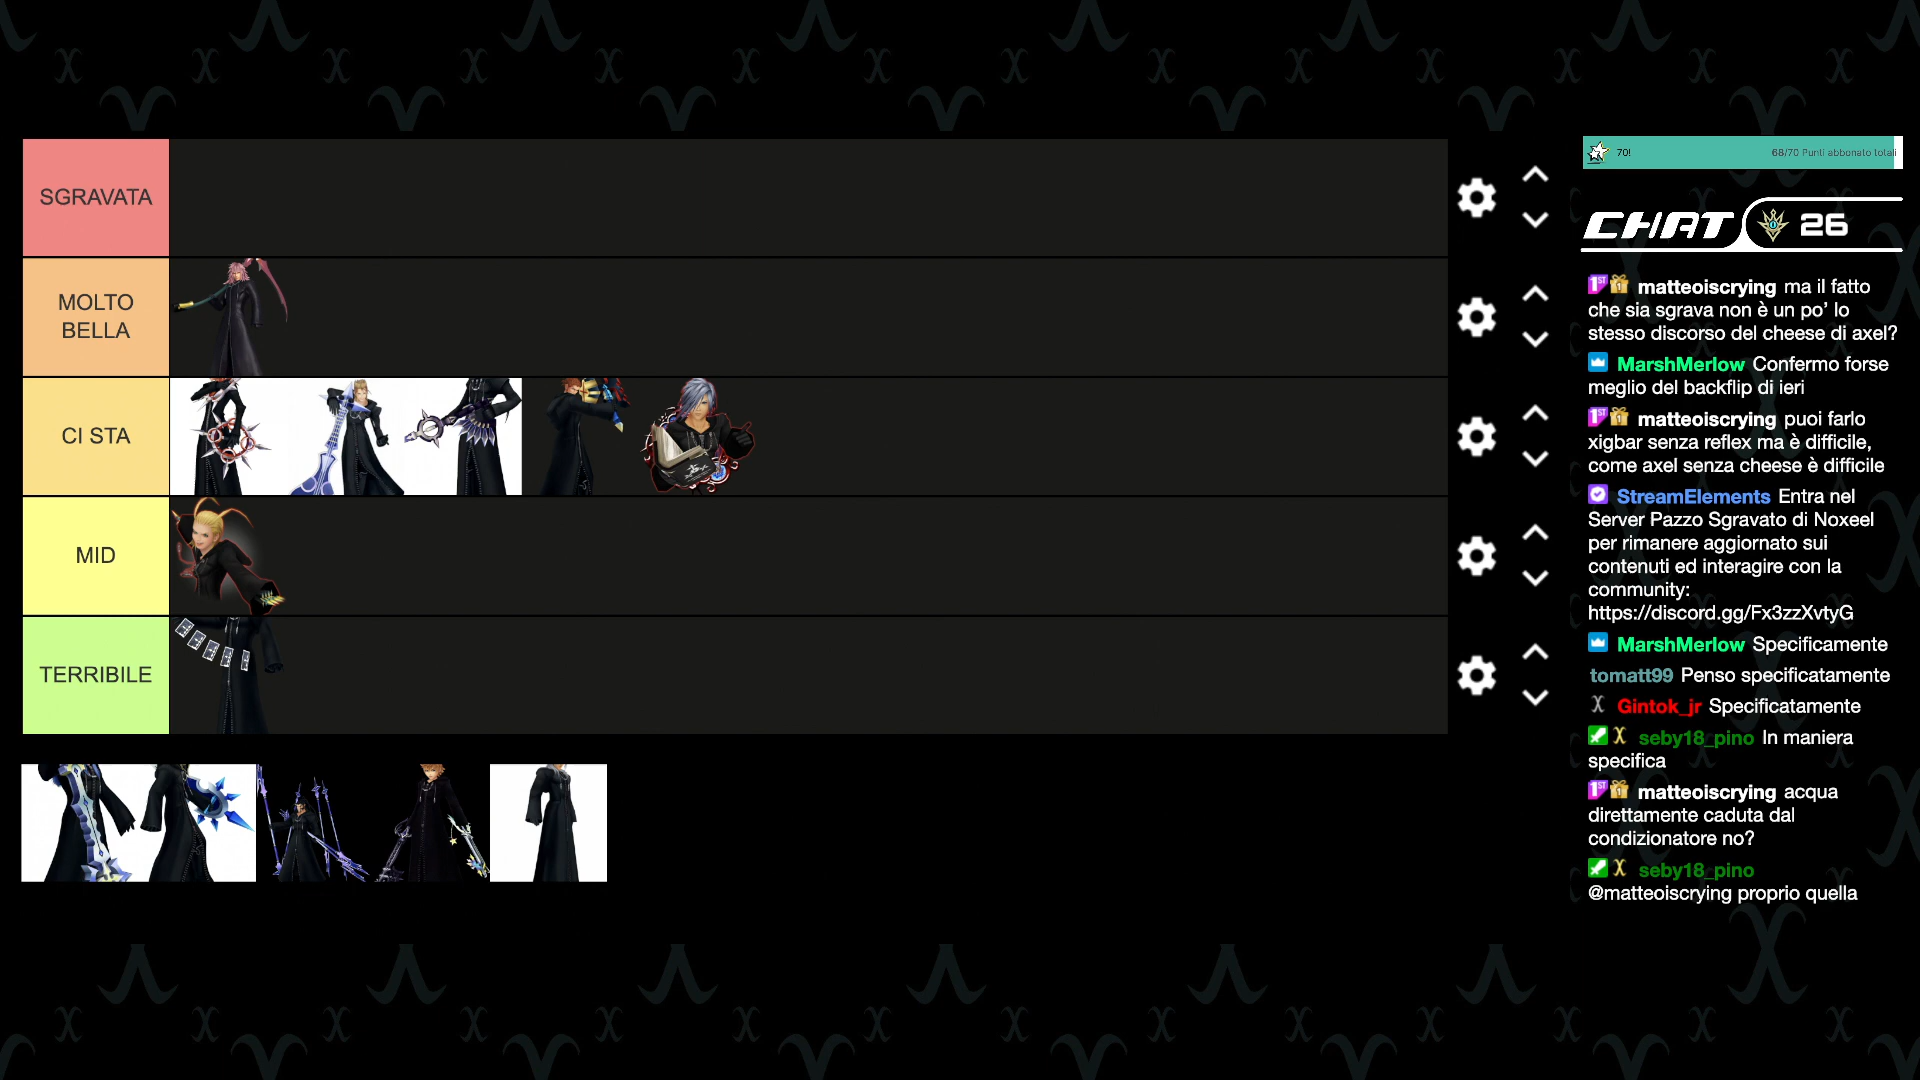 SGRAVATA
MOLTO
BELLA
CI STA
MID
TERRIBILE
70!
68/70 Punti abbonato totali
CHAT 26
matteoiscrying ma il fatto
che sia sgrava non è un po’ lo
stesso discorso del cheese di axel?
MarshMerlow Confermo forse
meglio del backflip di ieri
matteoiscrying puoi farlo
xigbar senza reflex ma è difficile,
come axel senza cheese è difficile
StreamElements Entra nel
Server Pazzo Sgravato di Noxeel
per rimanere aggiornato sui
contenuti ed interagire con la
community:
https://discord.gg/Fx3zzXvtyG
MarshMerlow Specificamente
tomatt99 Penso specificatamente
Gintok_jr Specificatamente
seby18_pino In maniera
specifica
matteoiscrying acqua
direttamente caduta dal
condizionatore no?
seby18_pino
@matteoiscrying proprio quella